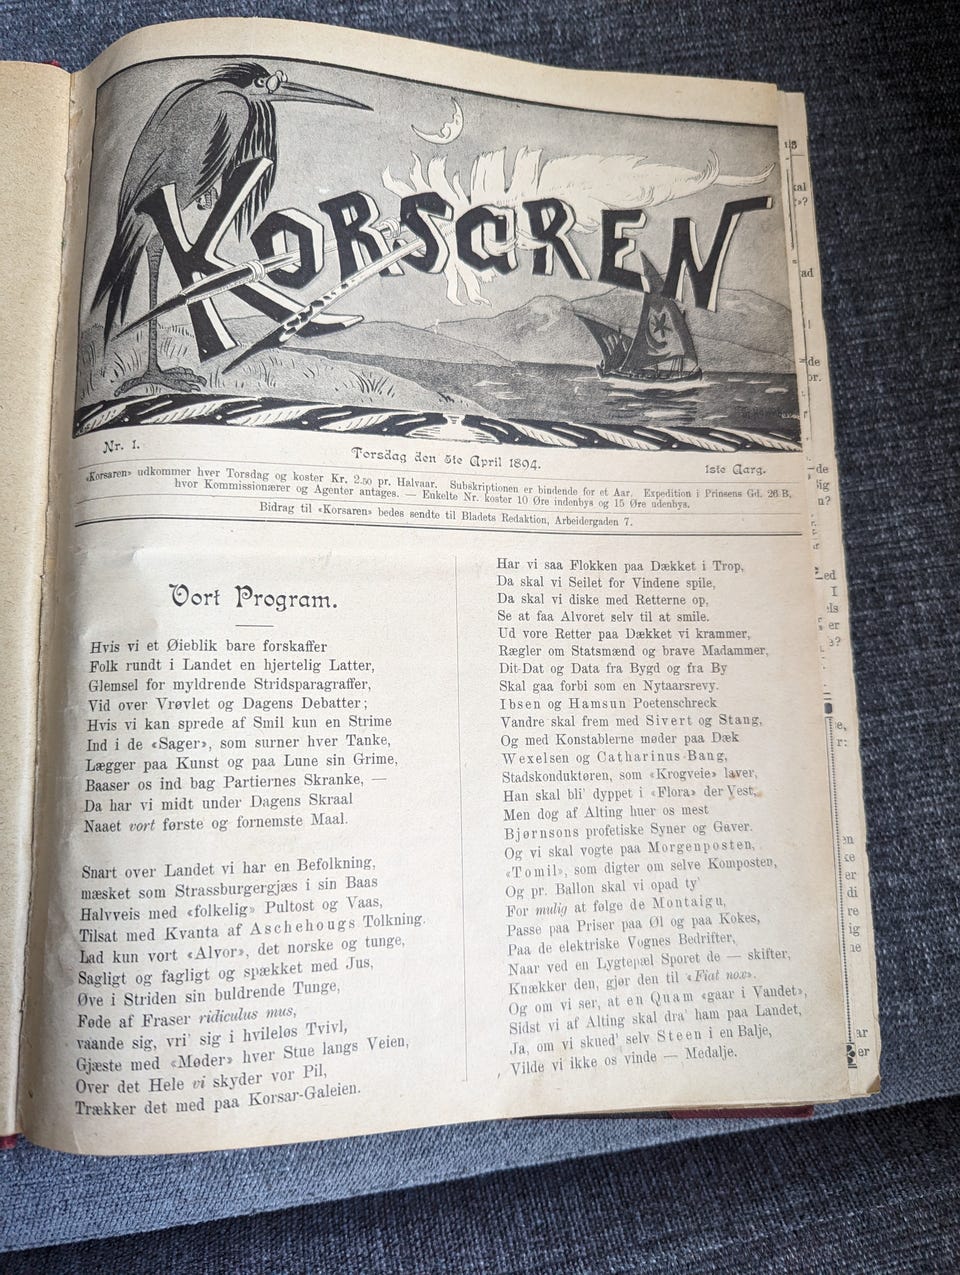 KORSAREN
Nr. 1.
Torsdag den 5te April 1894.
1ste Aarg.
«Korsaren» udkommer hver Torsdag og koster Kr. 2.50 pr. Halvaar. Subskriptionen er bindende for et Aar. Expedition i Prinsens Gd. 26 B,
hvor Kommissionærer og Agenter antages. — Enkelte Nr. koster 10 Øre indenbys og 15 Øre udenbys.
Bidrag til «Korsaren» bedes sendte til Bladets Redaktion, Arbeidergaden 7.
Vort Program.
Hvis vi et Øieblik bare forskaffer
Folk rundt i Landet en hjertelig Latter,
Glemsel for myldrende Stridsparagraffer,
Vid over Vrøvlet og Dagens Debatter;
Hvis vi kan sprede af Smil kun en Strime
Ind i de «Sager», som surner hver Tanke,
Lægger paa Kunst og paa Lune sin Grime,
Baaser os ind bag Partiernes Skranke, —
Da har vi midt under Dagens Skraal
Naaet vort første og fornemste Maal.
Snart over Landet vi har en Befolkning,
mæsket som Strassburgergjæs i sin Baas
Halvveis med «folkelig» Pultost og Vaas,
Tilsat med Kvanta af Aschehougs Tolkning.
Lad kun vort «Alvor», det norske og tunge,
Sagligt og fagligt og spækket med Jus,
Øve i Striden sin buldrende Tunge,
Føde af Fraser ridiculus mus,
vaande sig, vri' sig i hvileløs Tvivl,
Gjæste med «Møder» hver Stue langs Veien,
Over det Hele vi skyder vor Pil,
Trækker det med paa Korsar-Galeien.
Har vi saa Flokken paa Dækket i Trop,
Da skal vi Seilet for Vindene spile,
Da skal vi diske med Retterne op,
Se at faa Alvoret selv til at smile.
Ud vore Retter paa Dækket vi krammer,
Rægler om Statsmænd og brave Madammer,
Dit-Dat og Data fra Bygd og fra By
Skal gaa forbi som en Nytaarsrevy.
Ibsen og Hamsun Poetenschreck
Vandre skal frem med Sivert og Stang,
Og med Konstablerne møder paa Dæk
Wexelsen og Catharinus Bang,
Stadskonduktøren, som «Krogveie» laver,
Han skal bli' dyppet i «Flora» der Vest,
Men dog af Alting huer os mest
Bjørnsons profetiske Syner og Gaver.
Og vi skal vogte paa Morgenposten,
«Tomil», som digter om selve Komposten,
Og pr. Ballon skal vi opad ty'
For mulig at følge de Montaigu,
Passe paa Priser paa Øl og paa Kokes,
Paa de elektriske Vognes Bedrifter,
Naar ved en Lygtepæl Sporet de — skifter,
Knækker den, gjør den til «Fiat nox».
Og om vi ser, at en Quam «gaar i Vandet»,
Sidst vi af Alting skal dra' ham paa Landet,
Ja, om vi skued' selv Steen i en Balje,
Vilde vi ikke os vinde — Medalje.